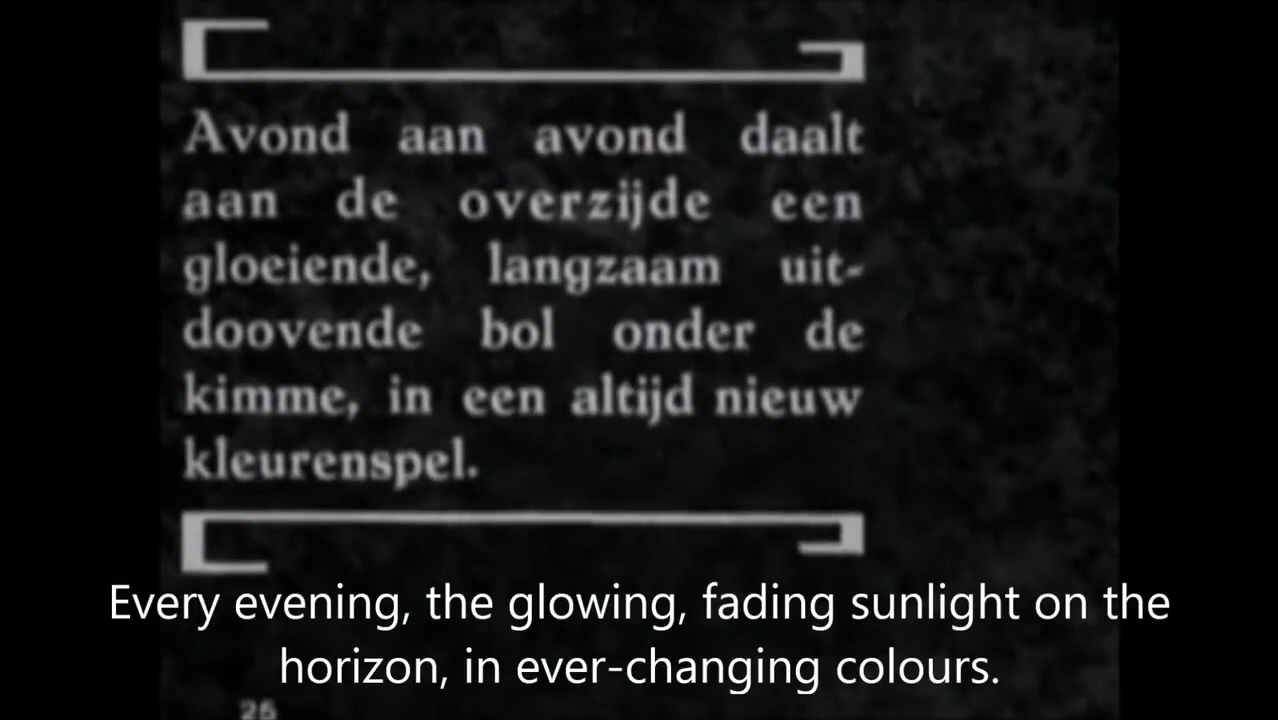 Avond aan avond daalt
aan de overzijde een
gloeiende, langzaam uit-
doovende bol onder de
kimme, in een altijd nieuw
kleurenspel.
Every evening, the glowing, fading sunlight on the
horizon, in ever-changing colours.
25